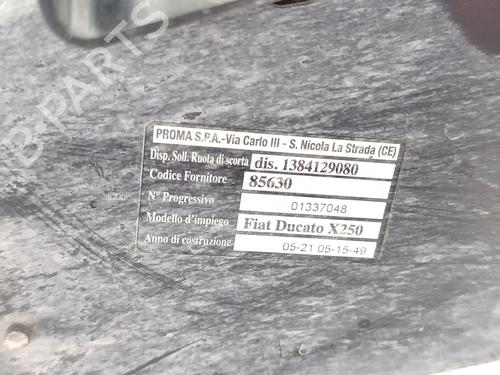 PROMA S.P.A.-Via Carlo III - S. Nicola La Strada (CE)
Disp. Soll. Ruota di scorta dis. 1384129080
Codice Fornitore 85630
N° Progressivo 01337048
Modello d'impiego Fiat Ducato X250
Anno di costruzione 05-21 05-15-49